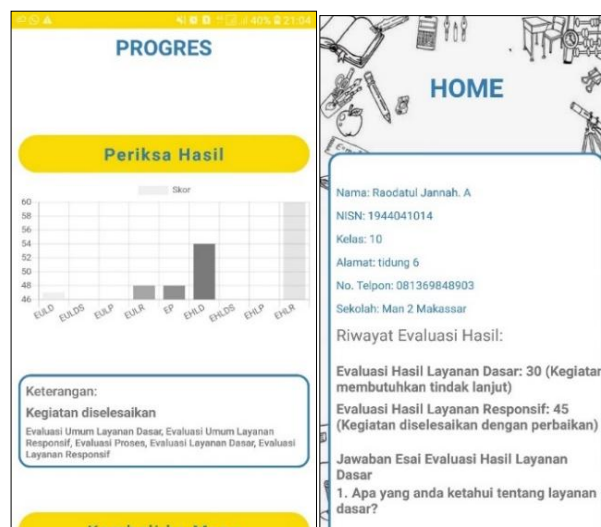 40% 21:04
PROGRES
Periksa Hasil
Skor
60
58
56
54
52
50
48
46
EULD EULDS EULP EULR EP EHLD EHLDS EHLP EHLR
Keterangan:
Kegiatan diselesaikan
Evaluasi Umum Layanan Dasar, Evaluasi Umum Layanan
Responsif, Evaluasi Proses, Evaluasi Layanan Dasar, Evaluasi
Layanan Responsif
HOME
Nama: Raodatul Jannah. A
NISN: 1944041014
Kelas: 10
Alamat: tidung 6
No. Telpon: 081369848903
Sekolah: Man 2 Makassar
Riwayat Evaluasi Hasil:
Evaluasi Hasil Layanan Dasar: 30 (Kegiatan
membutuhkan tindak lanjut)
Evaluasi Hasil Layanan Responsif: 45
(Kegiatan diselesaikan dengan perbaikan)
Jawaban Esai Evaluasi Hasil Layanan
Dasar
1. Apa yang anda ketahui tentang layanan
dasar?